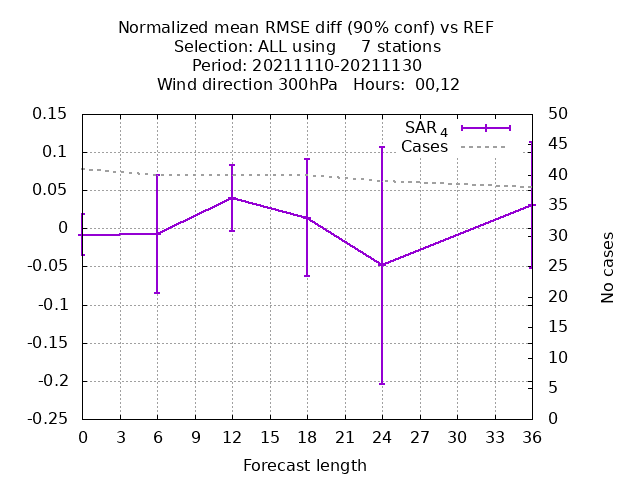 Normalized mean RMSE diff (90% conf) vs REF
Selection: ALL using 7 stations
Period: 20211110-20211130
Wind direction 300hPa Hours: 00,12
SAR 4
Cases
0.15
0.1
0.05
0
-0.05
-0.1
-0.15
-0.2
-0.25
50
45
40
35
30
25
20
15
10
5
0
No cases
0 3 6 9 12 15 18 21 24 27 30 33 36
Forecast length